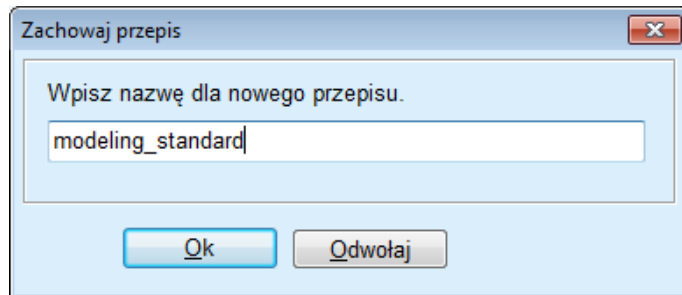 Zachowaj przepis
Wpisz nazwę dla nowego przepisu.
modeling_standard
Ok
Odwołaj